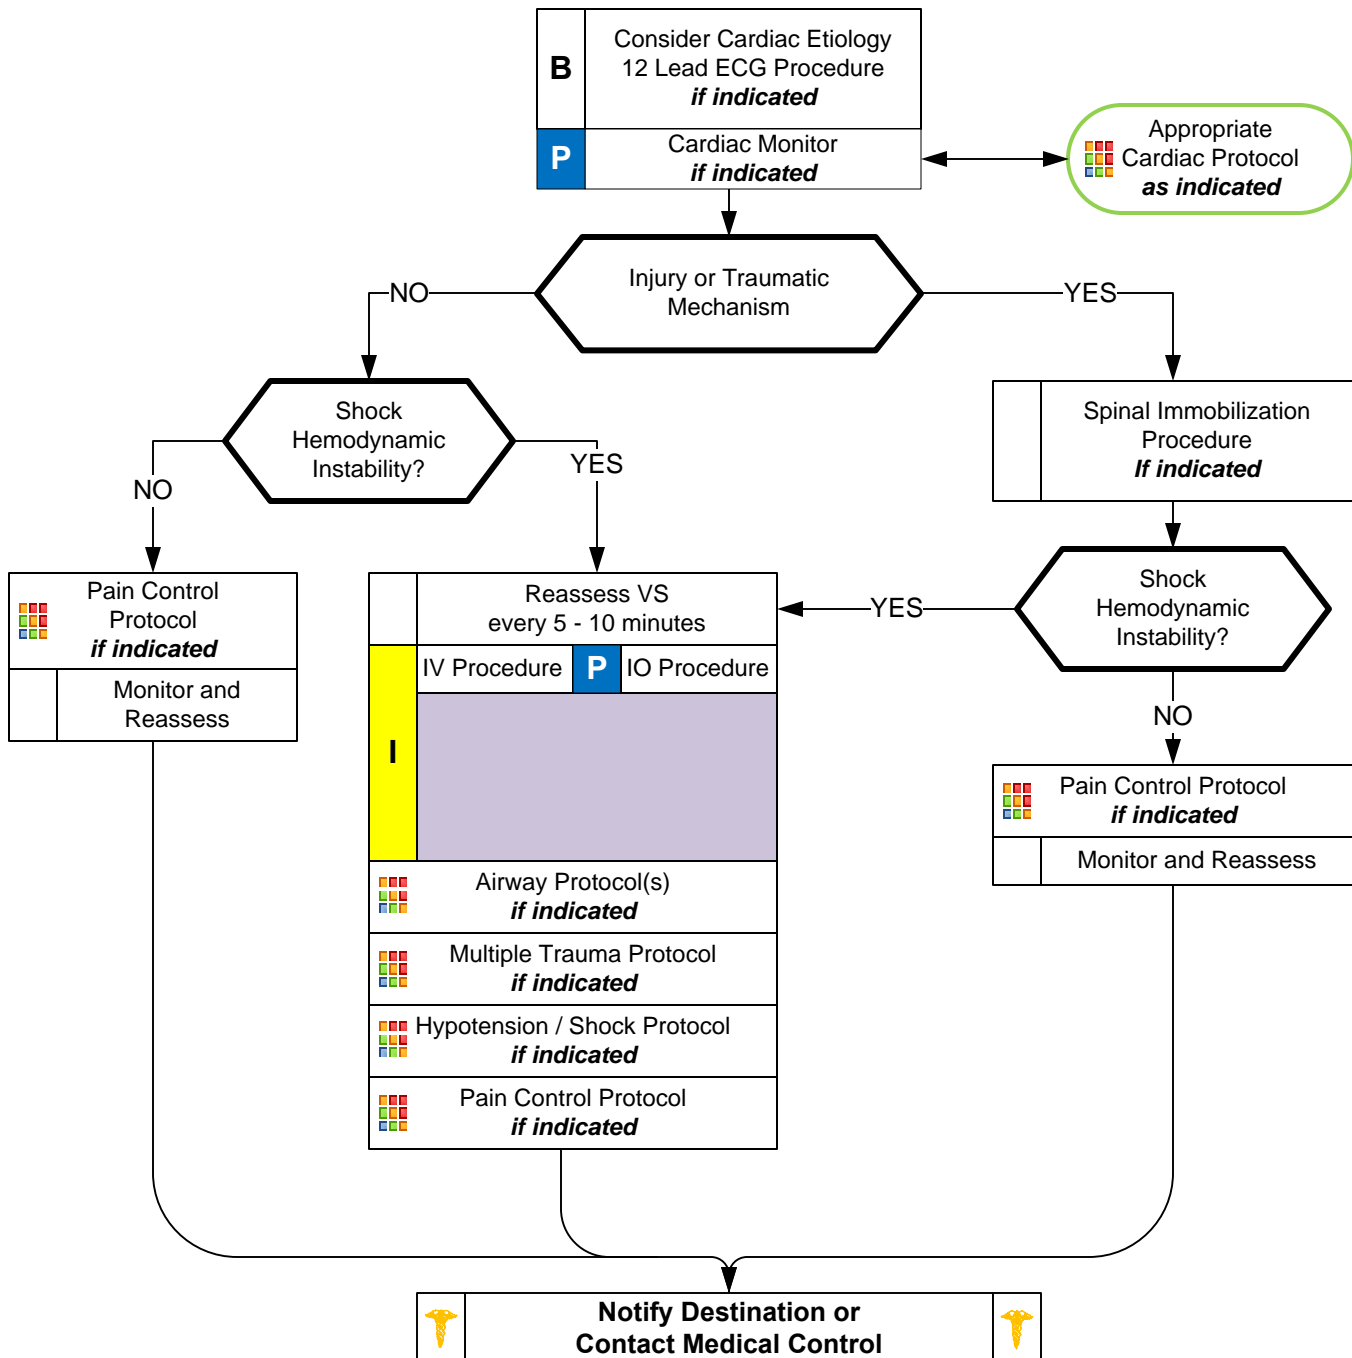 B
Consider Cardiac Etiology
12 Lead ECG Procedure
if indicated
P
Cardiac Monitor
if indicated
Appropriate
Cardiac Protocol
as indicated
Injury or Traumatic
Mechanism
NO
YES
Shock
Hemodynamic
Instability?
NO
YES
Spinal Immobilization
Procedure
If indicated
Shock
Hemodynamic
Instability?
YES
NO
Pain Control
Protocol
if indicated
Monitor and
Reassess
Reassess VS
every 5 - 10 minutes
I
IV Procedure
P
IO Procedure
Airway Protocol(s)
if indicated
Multiple Trauma Protocol
if indicated
Hypotension / Shock Protocol
if indicated
Pain Control Protocol
if indicated
Pain Control Protocol
if indicated
Monitor and Reassess
Notify Destination or
Contact Medical Control